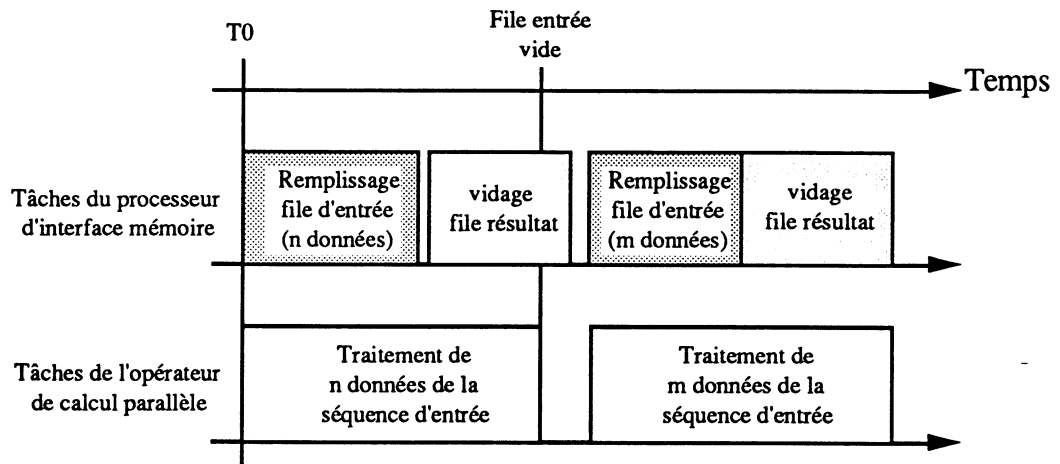 T0
File entrée
vide
Temps
Tâches du processeur
d'interface mémoire
Remplissage
file d'entrée
(n données)
vidage
file résultat
Remplissage
file d'entrée
(m données)
vidage
file résultat
Tâches de l'opérateur
de calcul parallèle
Traitement de
n données de la
séquence d'entrée
Traitement de
m données de la
séquence d'entrée